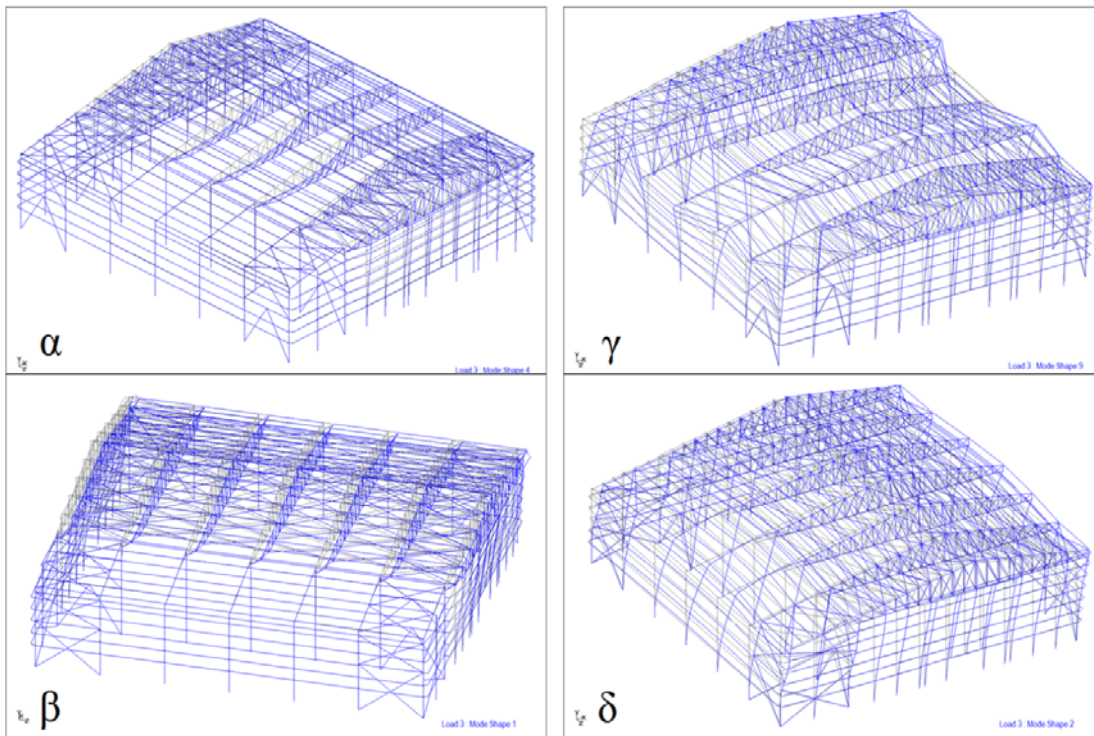 α
Load 3 : Mode Shape 4
γ
Load 3 : Mode Shape 9
β
Load 3 : Mode Shape 1
δ
Load 3 : Mode Shape 2